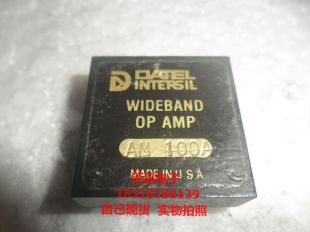 DATEL
INTERSIL
WIDEBAND
OP AMP
AM 100A
MADE IN U.S.A
自己现货 实物拍照